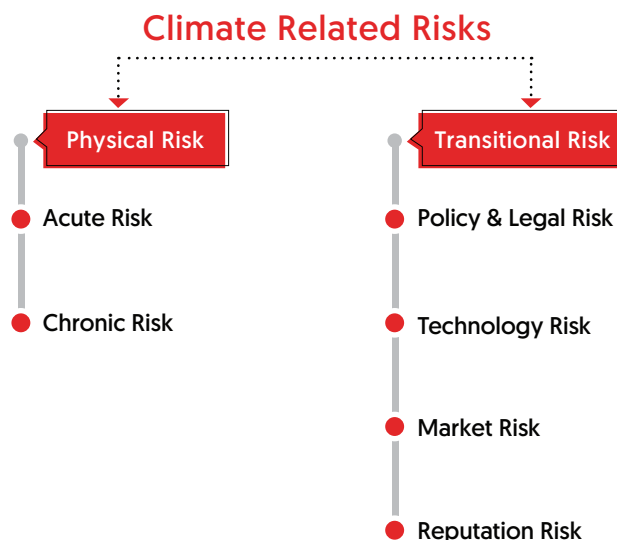 Climate Related Risks
Physical Risk
Acute Risk
Chronic Risk
Transitional Risk
Policy & Legal Risk
Technology Risk
Market Risk
Reputation Risk